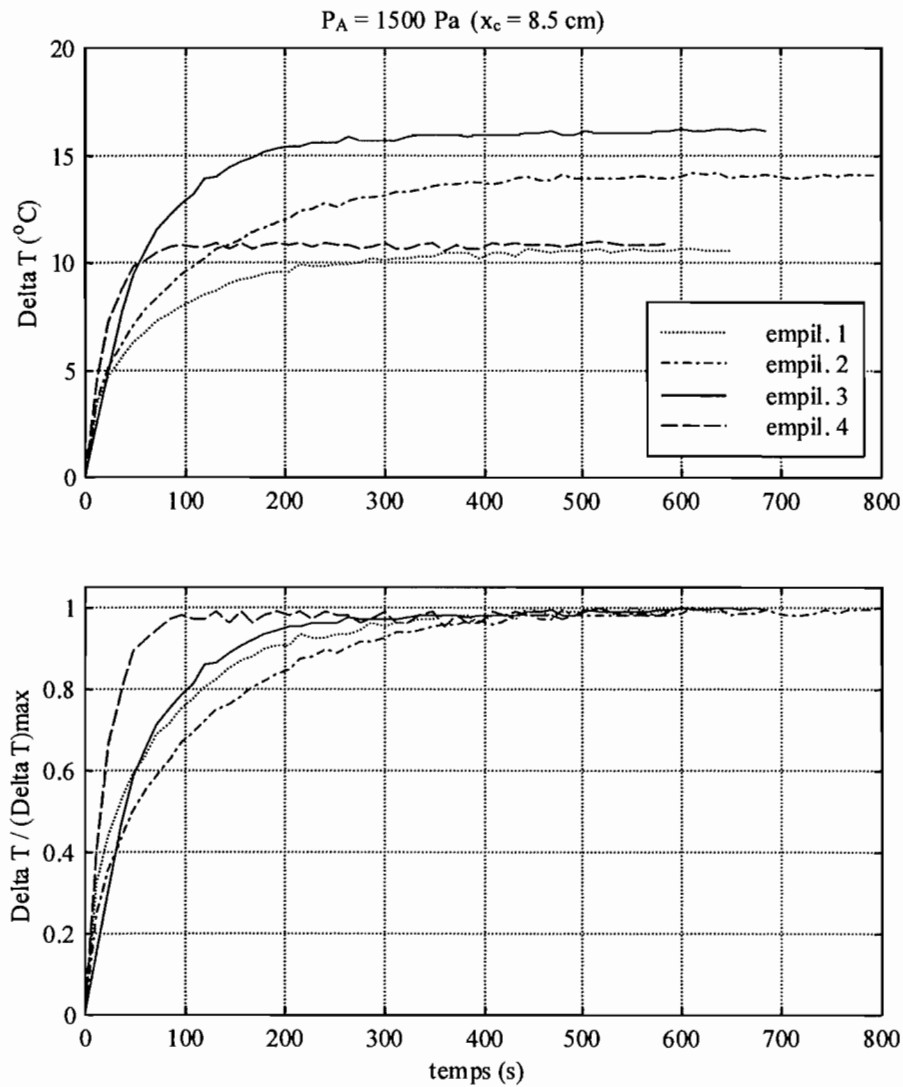 P_A = 1500 Pa (x_c = 8.5 cm)
20
15
10
5
0
Delta T (°C)
empil. 1
empil. 2
empil. 3
empil. 4
0 100 200 300 400 500 600 700 800
1
0.8
0.6
0.4
0.2
0
Delta T / (Delta T)max
0 100 200 300 400 500 600 700 800
temps (s)